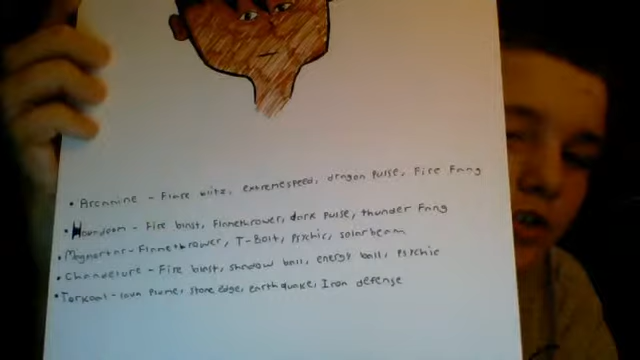 • Arcanine - Flare blitz, extremespeed, dragon Pulse, Fire Fang
• Houndoom - Fire blast, Flamethrower, dark pulse, thunder Fang
• Magmortar - Flamethrower, T-Bolt, Psychic, solarbeam
• Chandelure - Fire blast, shadow ball, energy ball, Psychic
• Torkoal - lava Plume, stone edge, earthquake, Iron defense